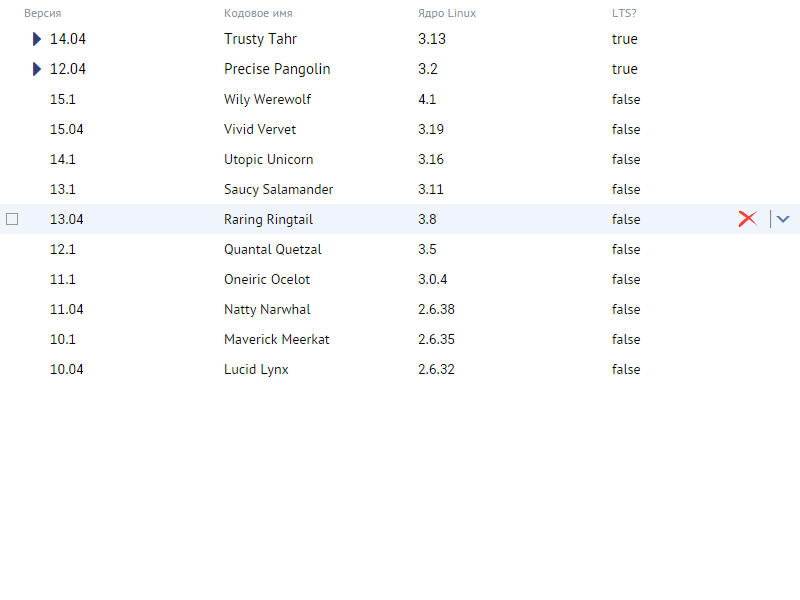 Версия Кодовое имя Ядро Linux LTS?
14.04 Trusty Tahr 3.13 true
12.04 Precise Pangolin 3.2 true
15.1 Wily Werewolf 4.1 false
15.04 Vivid Vervet 3.19 false
14.1 Utopic Unicorn 3.16 false
13.1 Saucy Salamander 3.11 false
13.04 Raring Ringtail 3.8 false
12.1 Quantal Quetzal 3.5 false
11.1 Oneiric Ocelot 3.0.4 false
11.04 Natty Narwhal 2.6.38 false
10.1 Maverick Meerkat 2.6.35 false
10.04 Lucid Lynx 2.6.32 false